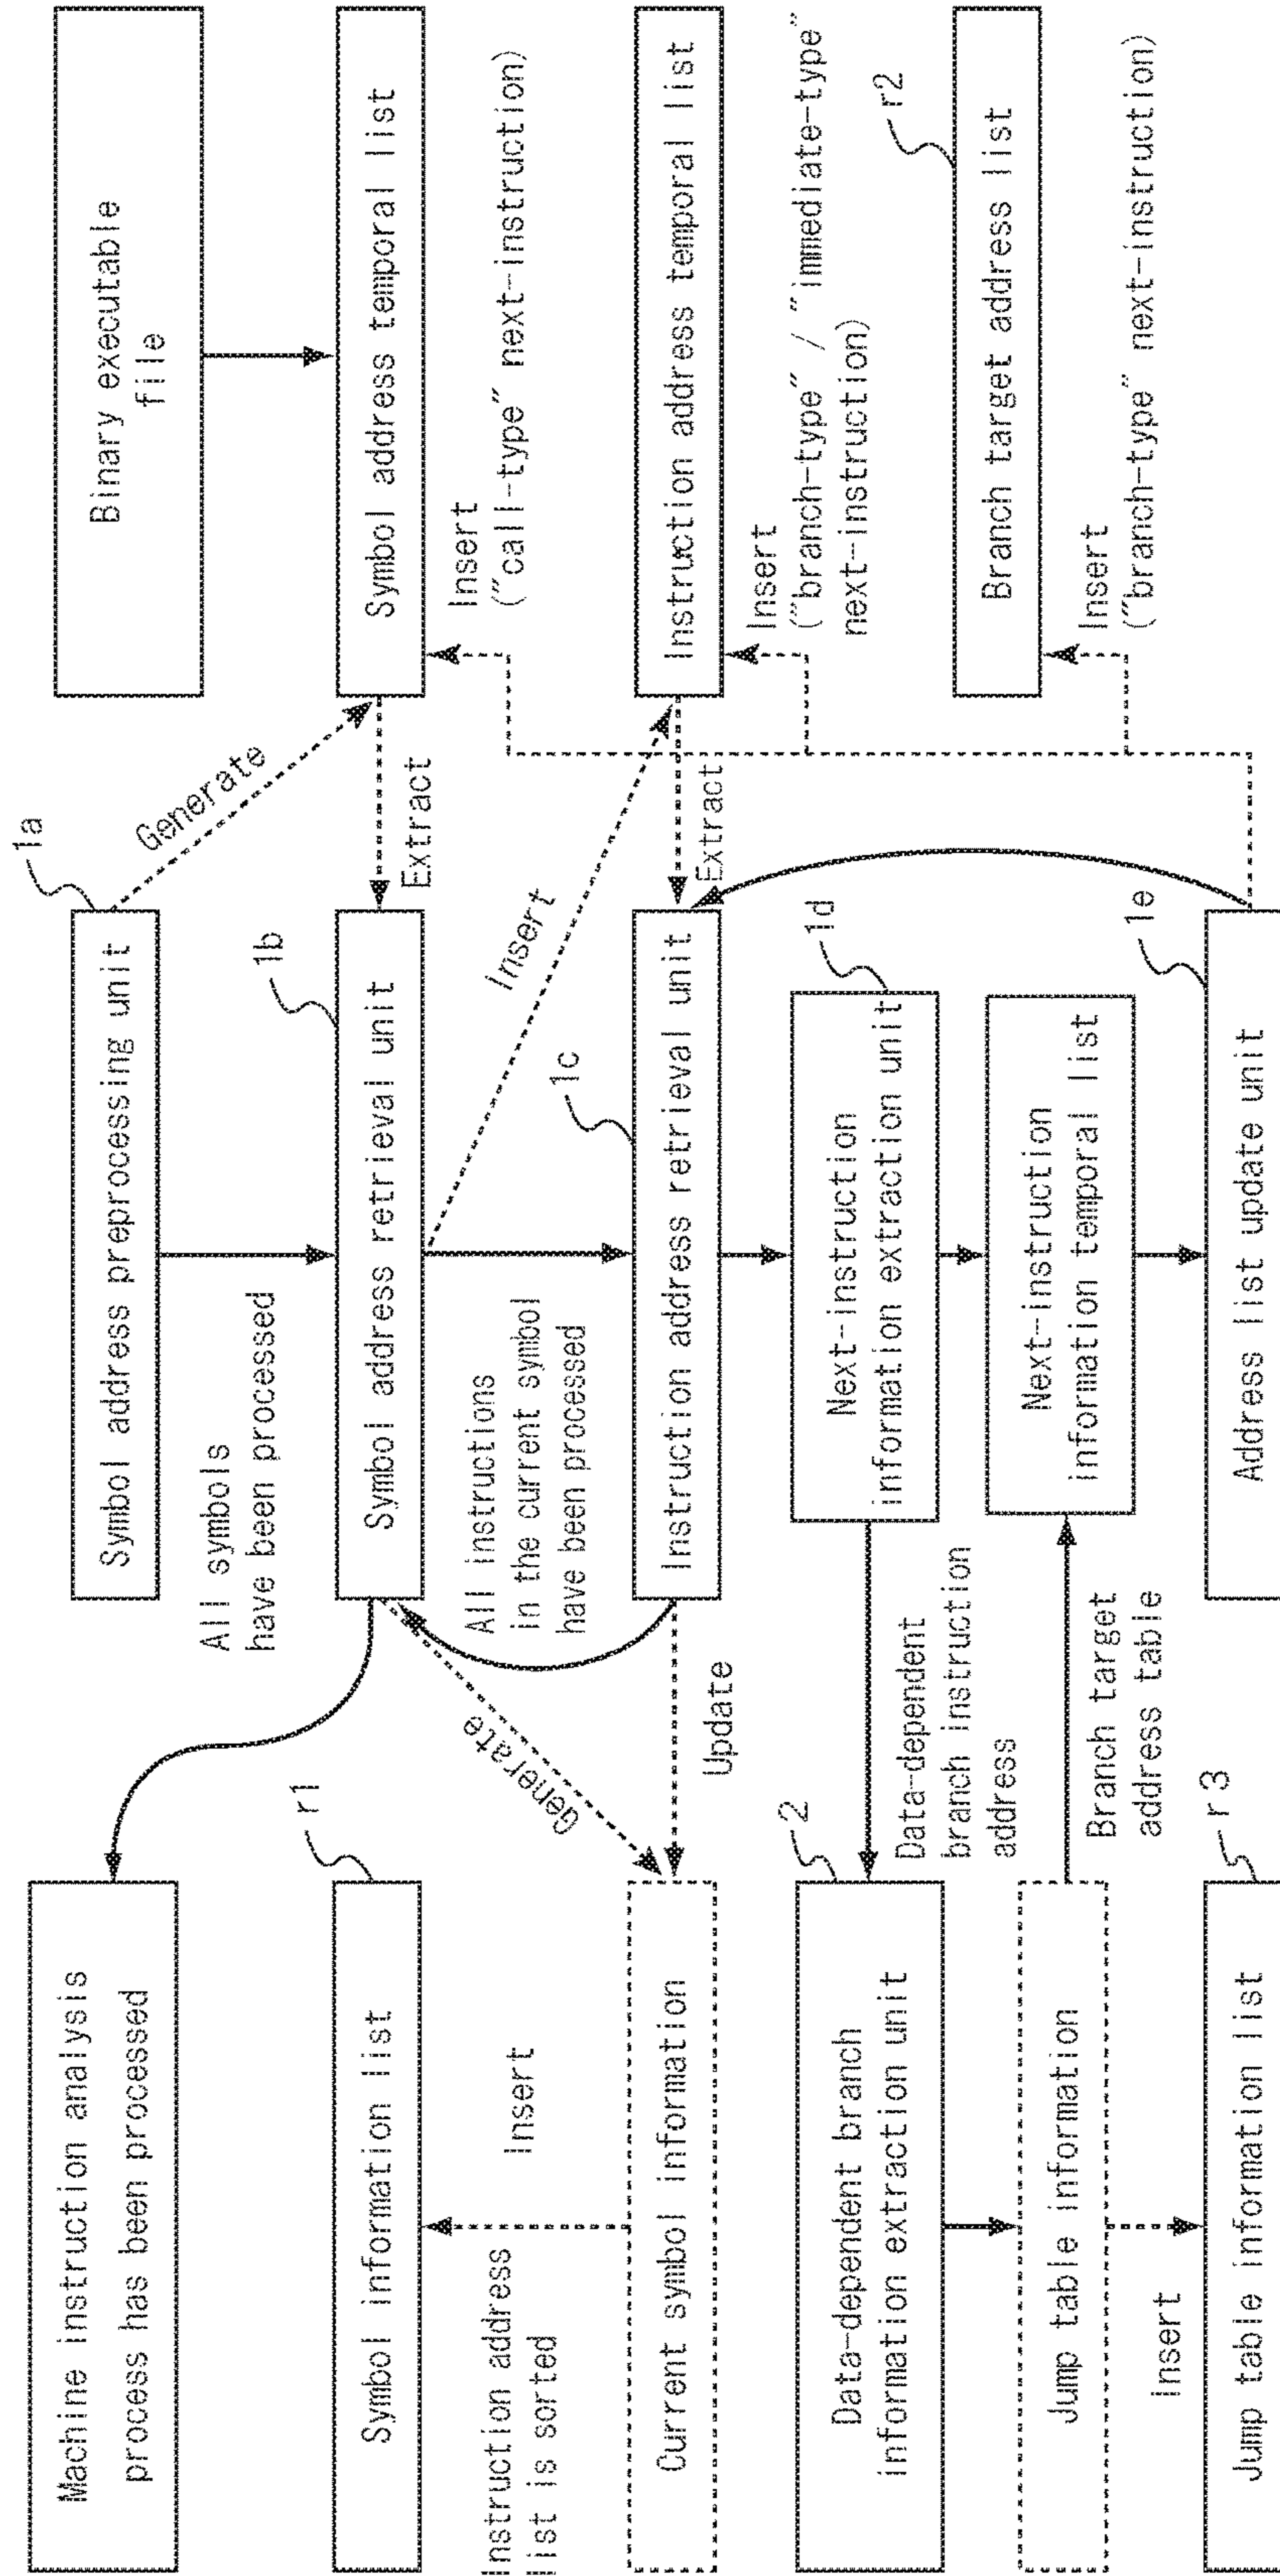 Machine instruction analysis
process has been processed
Symbol information list
r1
Instruction address
list is sorted
Insert
Current symbol information
Generate
Update
Data-dependent branch
information extraction unit
2
Data-dependent
branch instruction
address
Jump table information
Branch target
address table
insert
Jump table information list
r3
Symbol address preprocessing unit
1a
All symbols
have been processed
Symbol address retrieval unit
1b
All instructions
in the current symbol
have been processed
Instruction address retrieval unit
1c
Next-instruction
information extraction unit
1d
Next-instruction
information temporal list
Address list update unit
1e
Generate
Extract
Insert
Extract
Binary executable
file
Symbol address temporal list
Insert
("call-type" next-instruction)
Instruction address temporal list
Insert
("branch-type" / "immediate-type"
next-instruction)
Branch target address list
r2
Insert
("branch-type" next-instruction)